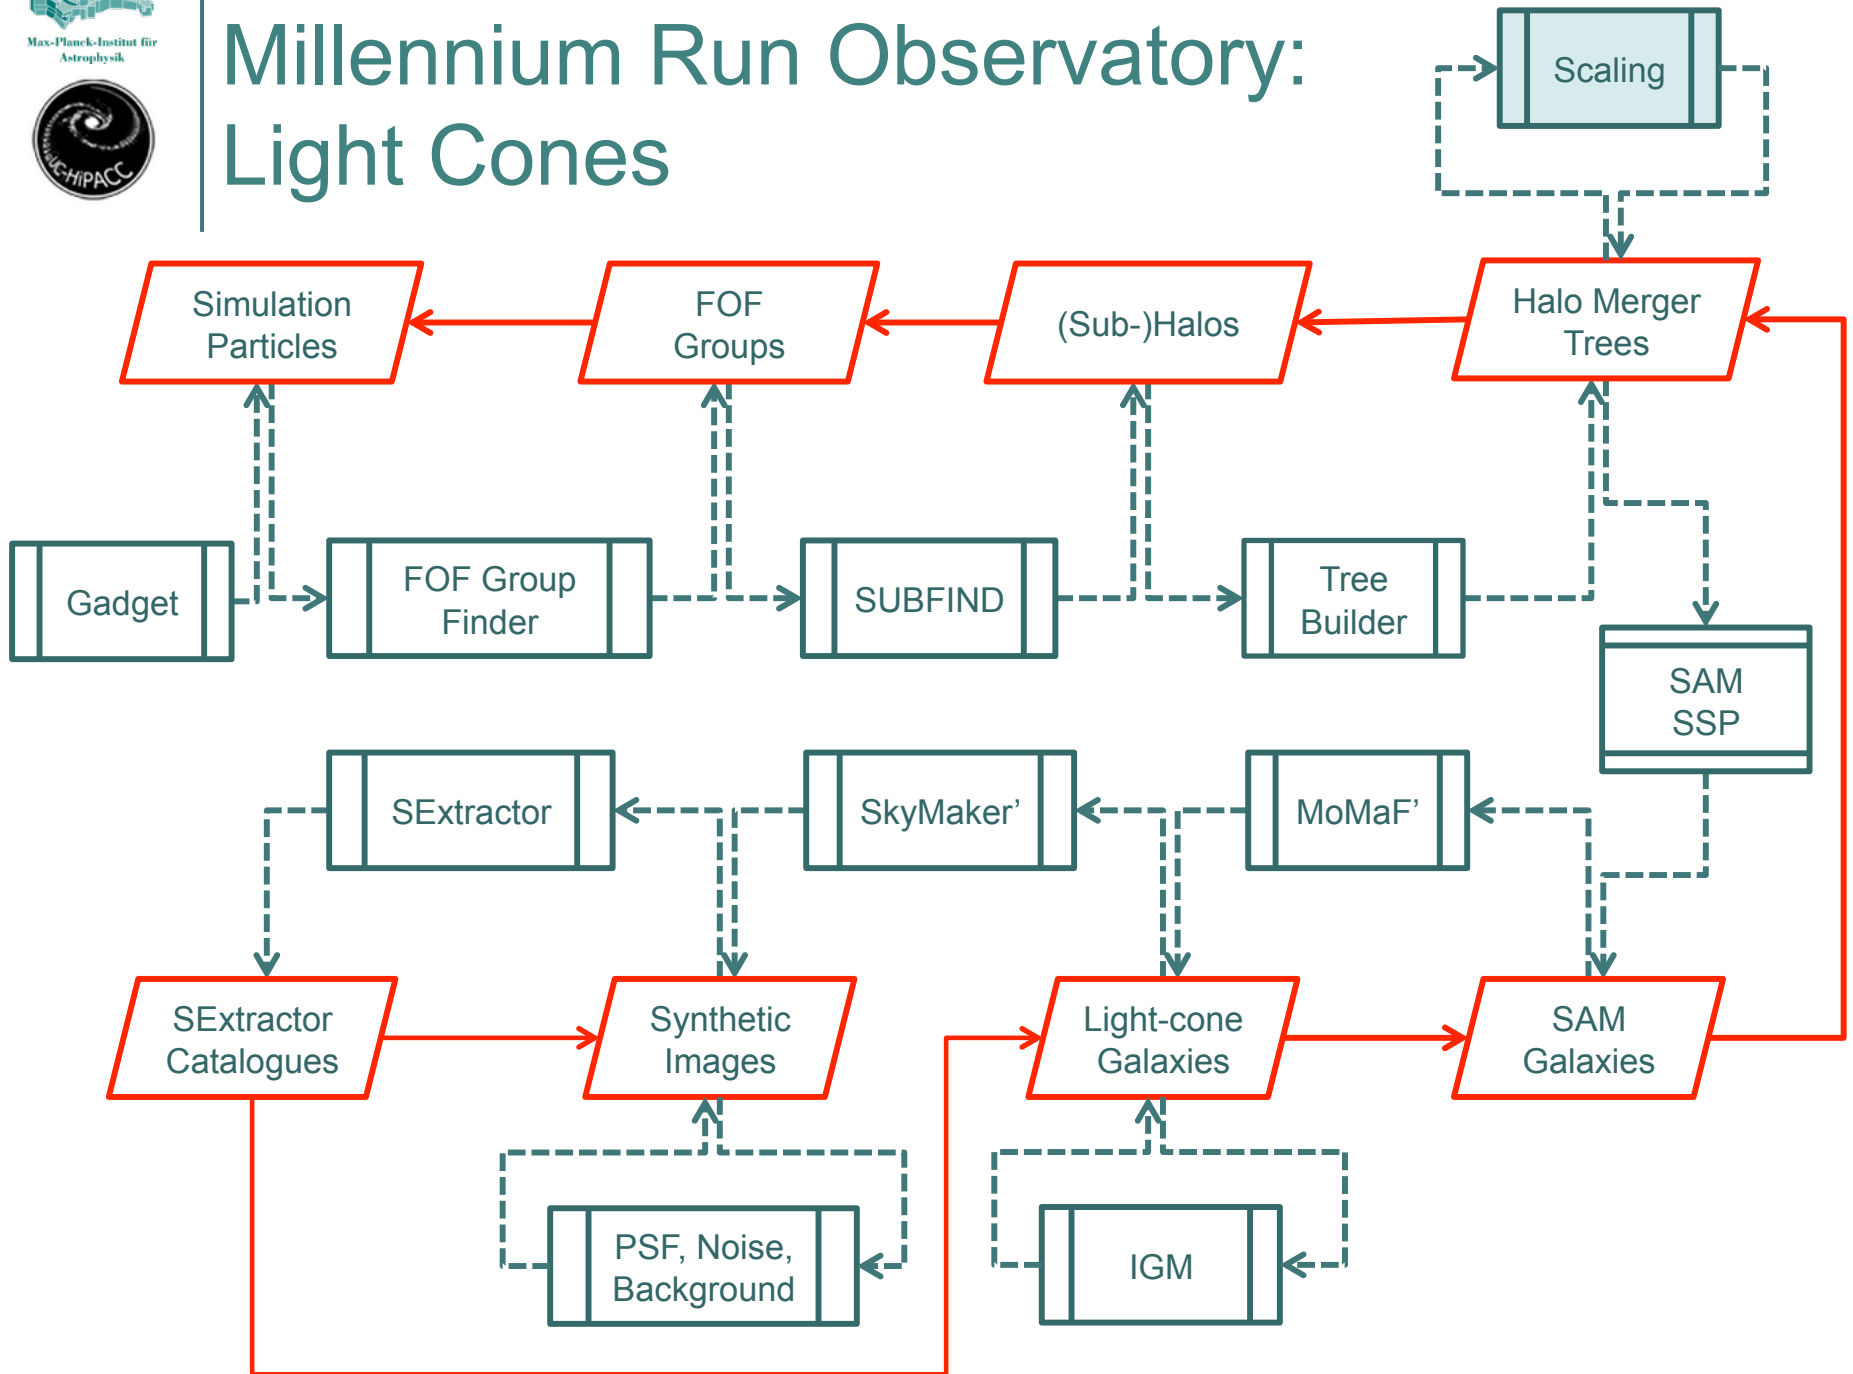 Max-Planck-Institut für
Astrophysik
UC-HiPACC
Millennium Run Observatory:
Light Cones
Scaling
Simulation
Particles
FOF
Groups
(Sub-)Halos
Halo Merger
Trees
Gadget
FOF Group
Finder
SUBFIND
Tree
Builder
SAM
SSP
SExtractor
SkyMaker’
MoMaF’
SExtractor
Catalogues
Synthetic
Images
Light-cone
Galaxies
SAM
Galaxies
PSF, Noise,
Background
IGM